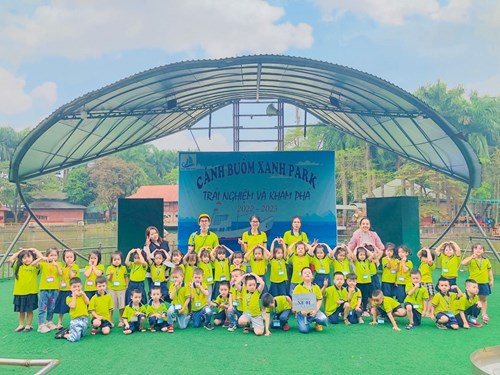 CÁNH BUỒM XANH PARK
TRẢI NGHIỆM VÀ KHÁM PHÁ
2022 - 2023